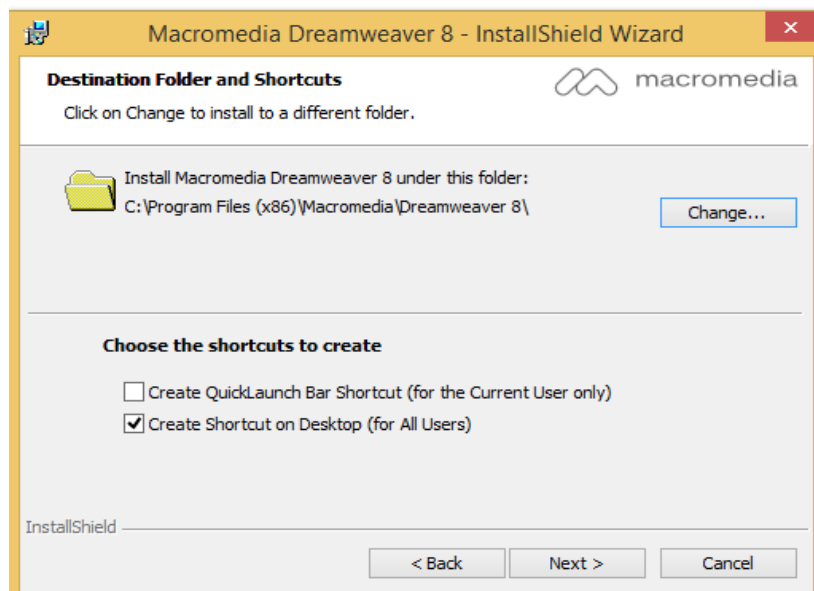 Macromedia Dreamweaver 8 - InstallShield Wizard
Destination Folder and Shortcuts
macromedia
Click on Change to install to a different folder.
Install Macromedia Dreamweaver 8 under this folder:
C:\Program Files (x86)\Macromedia\Dreamweaver 8\
Change...
Choose the shortcuts to create
Create QuickLaunch Bar Shortcut (for the Current User only)
Create Shortcut on Desktop (for All Users)
InstallShield
< Back
Next >
Cancel